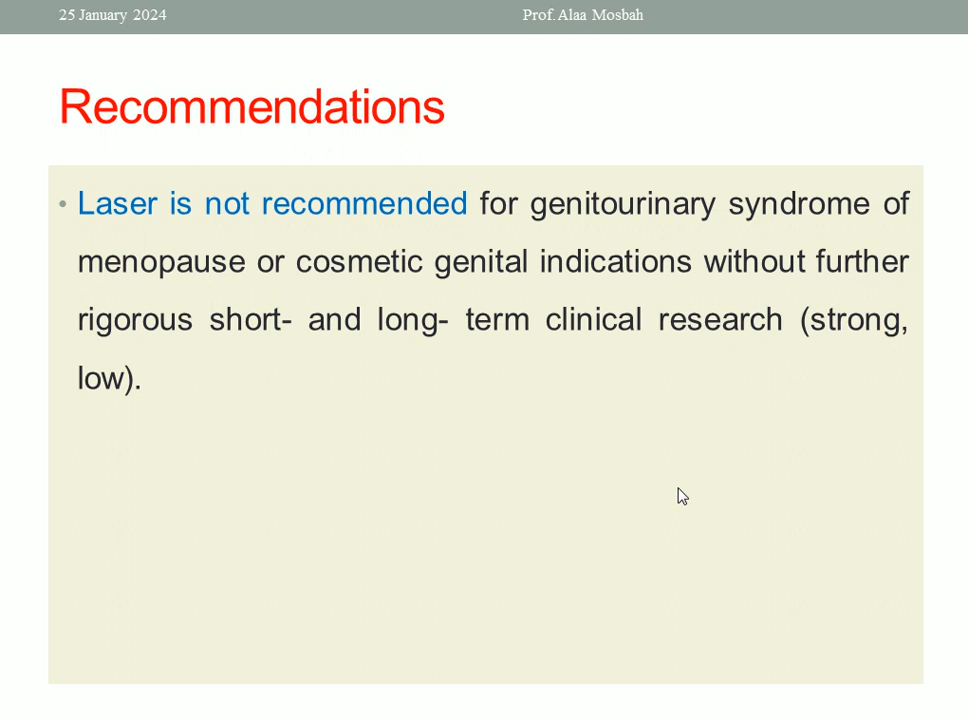 25 January 2024
Prof. Alaa Mosbah
Recommendations
• Laser is not recommended for genitourinary syndrome of
menopause or cosmetic genital indications without further
rigorous short- and long- term clinical research (strong,
low).